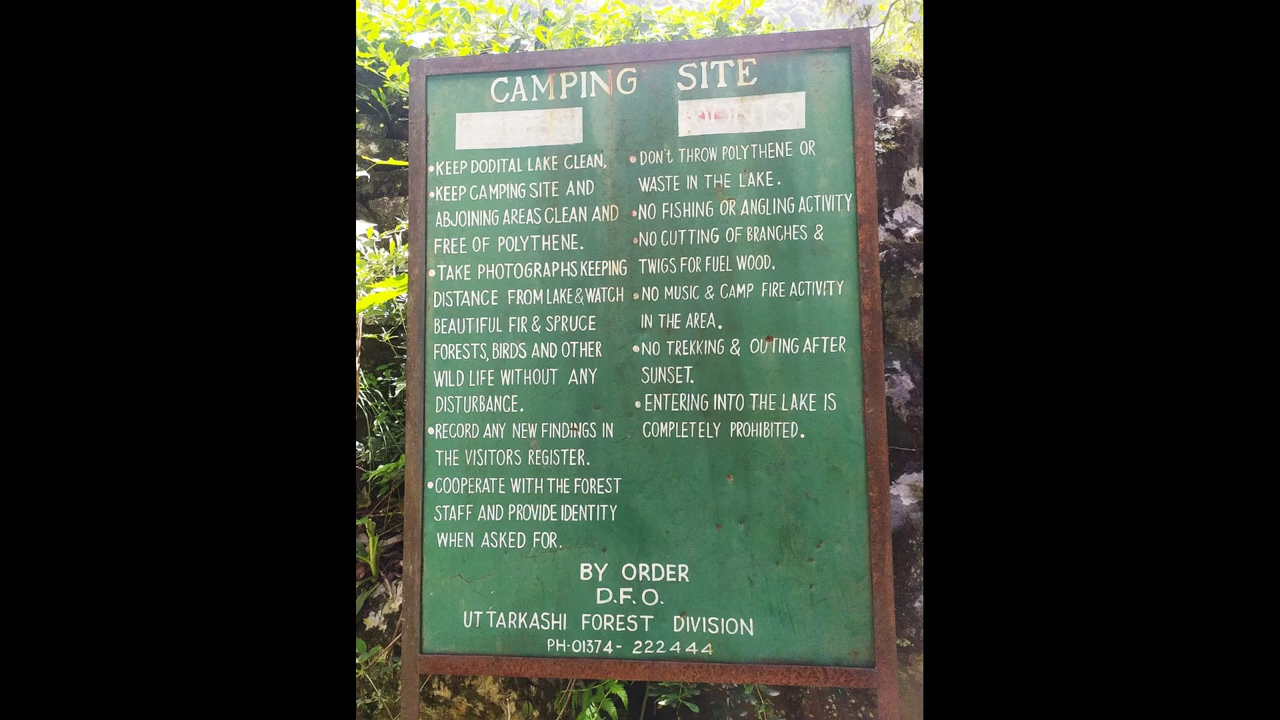 CAMPING SITE
• KEEP DODITAL LAKE CLEAN.
• KEEP CAMPING SITE AND
ABJOINING AREAS CLEAN AND
FREE OF POLYTHENE.
• TAKE PHOTOGRAPHS KEEPING
DISTANCE FROM LAKE & WATCH
BEAUTIFUL FIR & SPRUCE
FORESTS, BIRDS AND OTHER
WILD LIFE WITHOUT ANY
DISTURBANCE.
• RECORD ANY NEW FINDINGS IN
THE VISITORS REGISTER.
• COOPERATE WITH THE FOREST
STAFF AND PROVIDE IDENTITY
WHEN ASKED FOR.
• DON't THROW POLYTHENE OR
WASTE IN THE LAKE.
• NO FISHING OR ANGLING ACTIVITY
• NO CUTTING OF BRANCHES &
TWIGS FOR FUEL WOOD.
• NO MUSIC & CAMP FIRE ACTIVITY
IN THE AREA.
• NO TREKKING & OUTING AFTER
SUNSET.
• ENTERING INTO THE LAKE IS
COMPLETELY PROHIBITED.
BY ORDER
D.F.O.
UTTARKASHI FOREST DIVISION
PH-01374- 222444